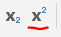 x₂ x²